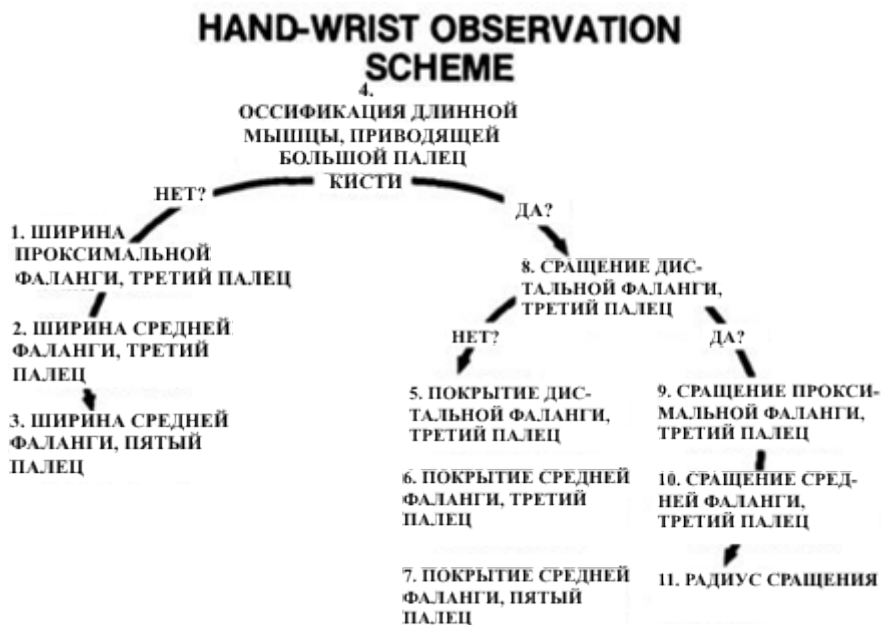 HAND-WRIST OBSERVATION
SCHEME
4.
ОССИФИКАЦИЯ ДЛИННОЙ
МЫШЦЫ, ПРИВОДЯЩЕЙ
БОЛЬШОЙ ПАЛЕЦ
КИСТИ
НЕТ?
ДА?
1. ШИРИНА
ПРОКСИМАЛЬНОЙ
ФАЛАНГИ, ТРЕТИЙ ПАЛЕЦ
2. ШИРИНА СРЕДНЕЙ
ФАЛАНГИ, ТРЕТИЙ
ПАЛЕЦ
3. ШИРИНА СРЕДНЕЙ
ФАЛАНГИ, ПЯТЫЙ
ПАЛЕЦ
8. СРАЩЕНИЕ ДИС-
ТАЛЬНОЙ ФАЛАНГИ,
ТРЕТИЙ ПАЛЕЦ
НЕТ?
ДА?
5. ПОКРЫТИЕ ДИС-
ТАЛЬНОЙ ФАЛАНГИ,
ТРЕТИЙ ПАЛЕЦ
6. ПОКРЫТИЕ СРЕДНЕЙ
ФАЛАНГИ, ТРЕТИЙ
ПАЛЕЦ
7. ПОКРЫТИЕ СРЕДНЕЙ
ФАЛАНГИ, ПЯТЫЙ
ПАЛЕЦ
9. СРАЩЕНИЕ ПРОКСИ-
МАЛЬНОЙ ФАЛАНГИ,
ТРЕТИЙ ПАЛЕЦ
10. СРАЩЕНИЕ СРЕД-
НЕЙ ФАЛАНГИ,
ТРЕТИЙ ПАЛЕЦ
11. РАДИУС СРАЩЕНИЯ